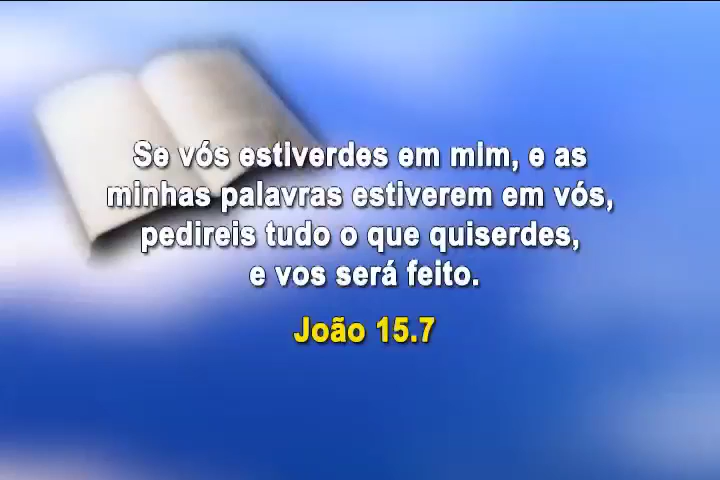 Se vós estiverdes em mim, e as
minhas palavras estiverem em vós,
pedireis tudo o que quiserdes,
e vos será feito.
João 15.7